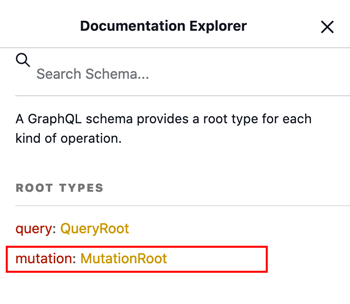 Documentation Explorer
Search Schema...
A GraphQL schema provides a root type for each
kind of operation.
ROOT TYPES
query: QueryRoot
mutation: MutationRoot